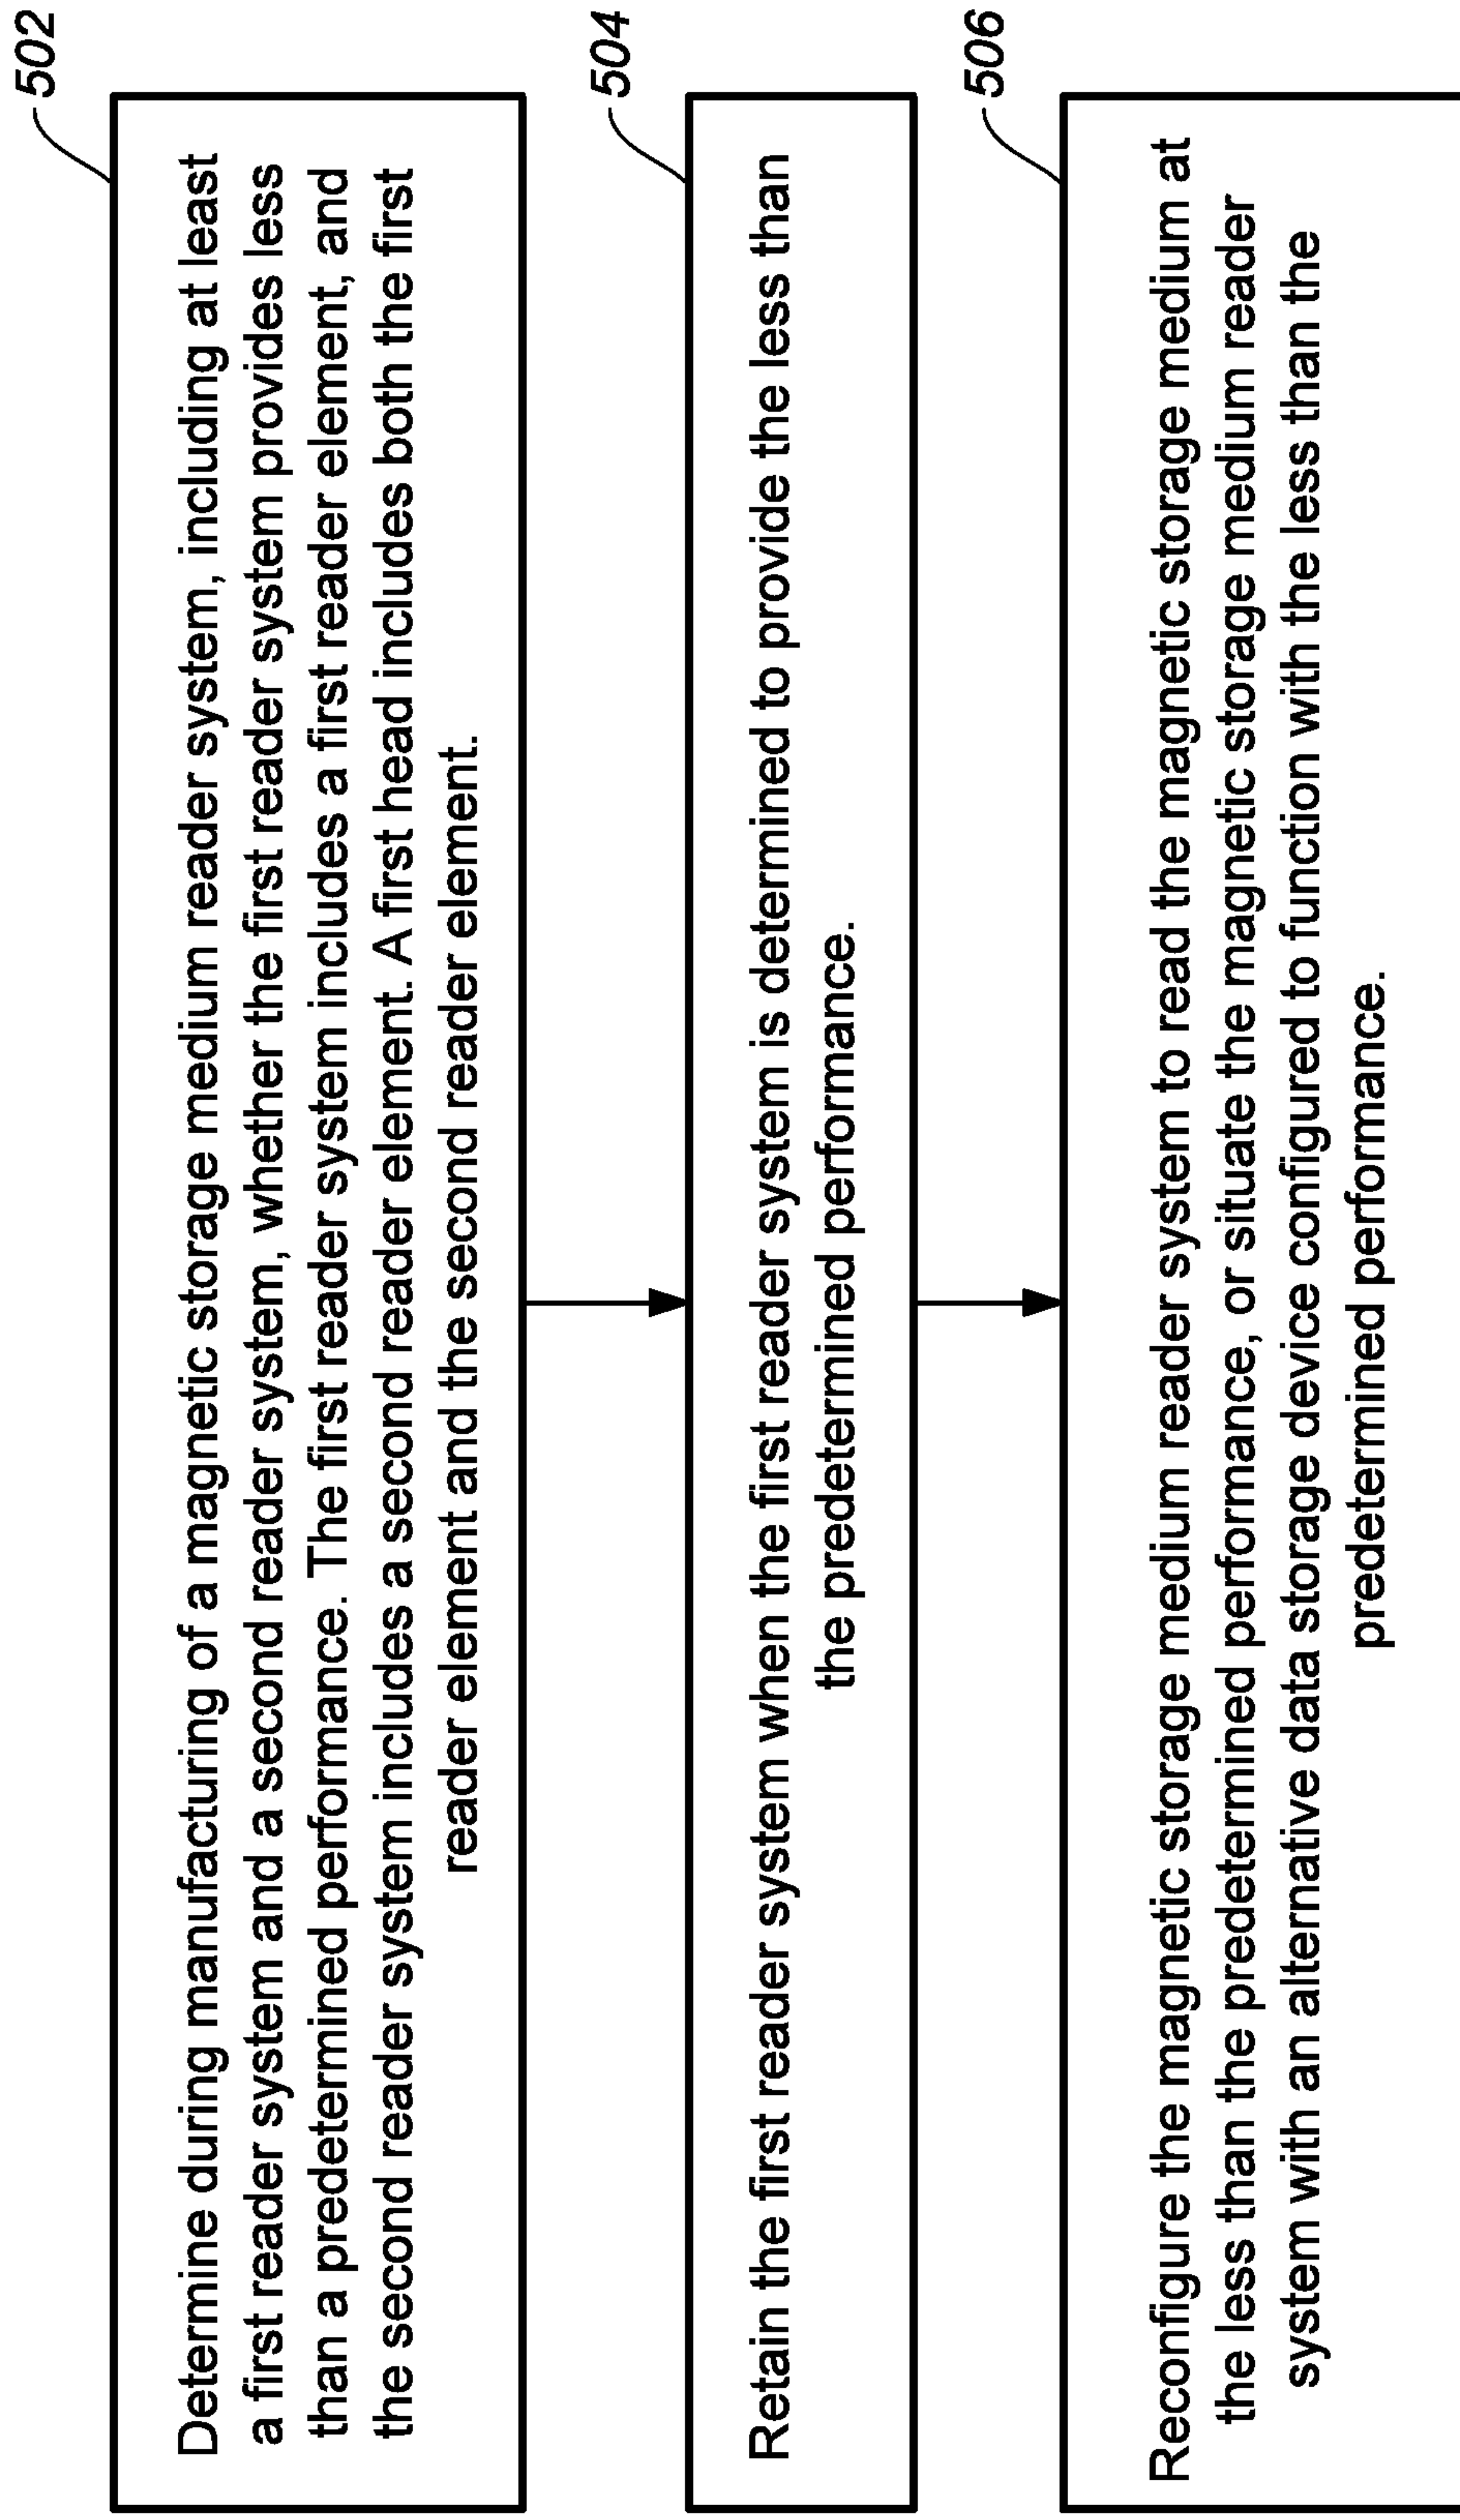 502
Determine during manufacturing of a magnetic storage medium reader system, including at least
a first reader system and a second reader system, whether the first reader system provides less
than a predetermined performance. The first reader system includes a first reader element, and
the second reader system includes a second reader element. A first head includes both the first
reader element and the second reader element.
504
Retain the first reader system when the first reader system is determined to provide the less than
the predetermined performance.
506
Reconfigure the magnetic storage medium reader system to read the magnetic storage medium at
the less than the predetermined performance, or situate the magnetic storage medium reader
system with an alternative data storage device configured to function with the less than the
predetermined performance.